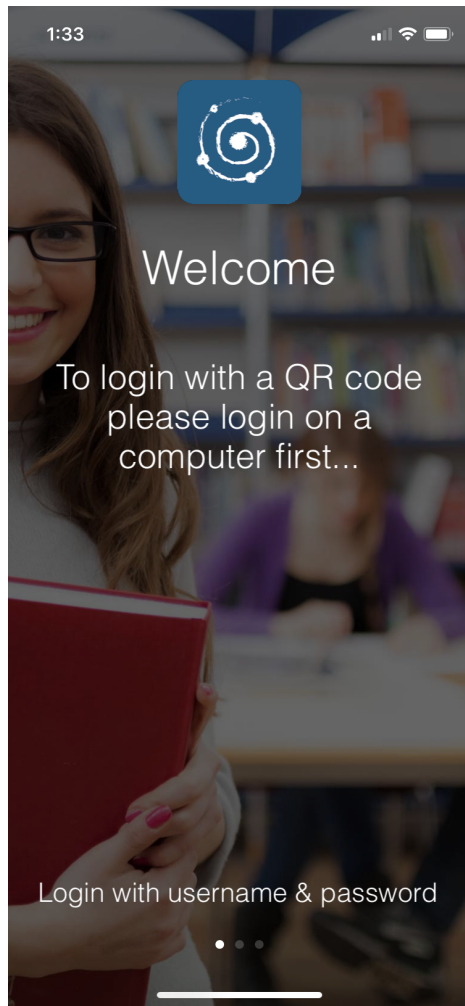 1:33
Welcome
To login with a QR code
please login on a
computer first...
Login with username & password